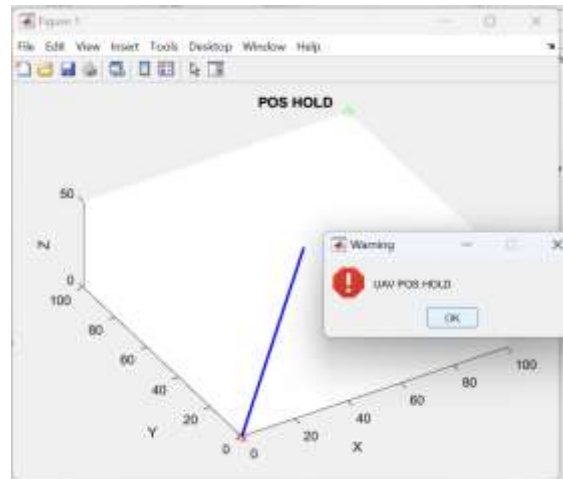 Figure 1
File Edit View Insert Tools Desktop Window Help
POS HOLD
50
Z
0
100
80
60
40
20
0
Y
0
20
40
60
80
100
X
Warning
UAV POS HOLD
OK